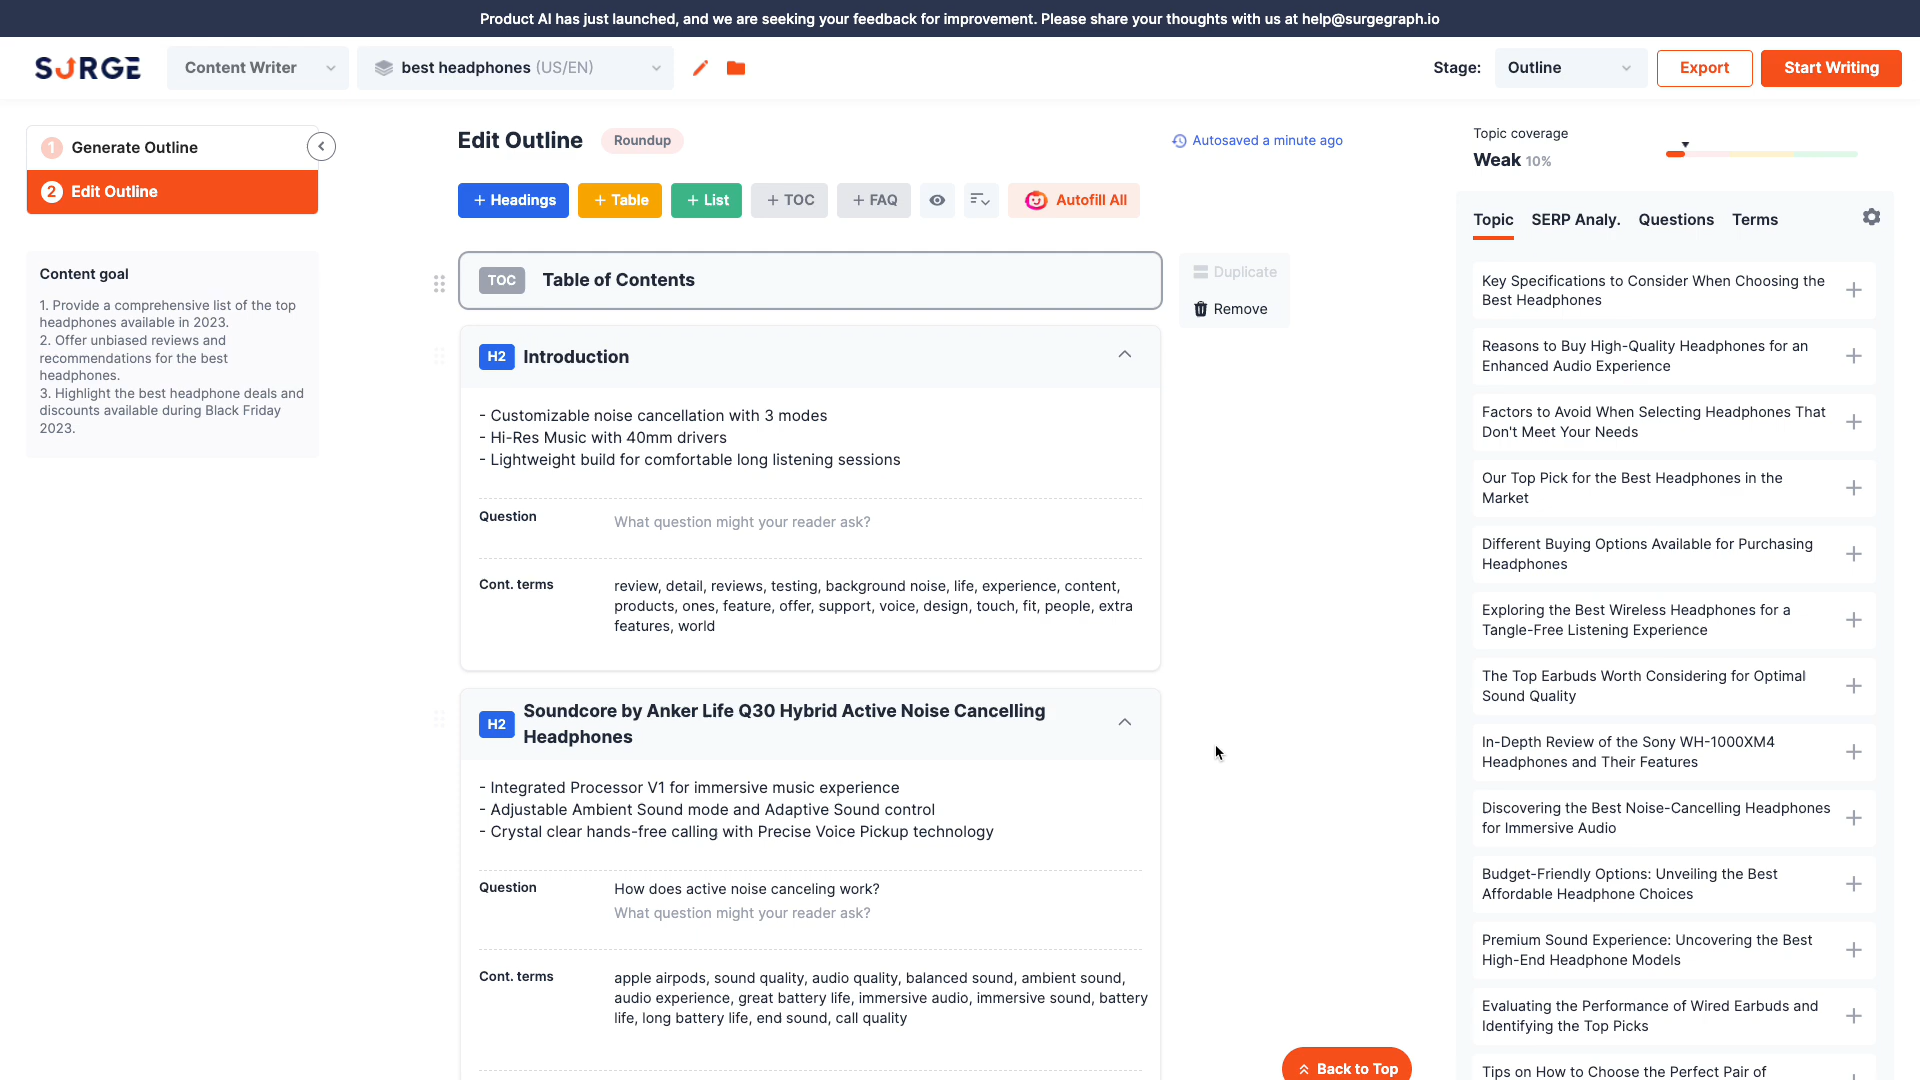 Product AI has just launched, and we are seeking your feedback for improvement. Please share your thoughts with us at help@surgegraph.io
SURGE
Content Writer
best headphones (US/EN)
Stage:
Outline
Export
Start Writing
1 Generate Outline
2 Edit Outline
Content goal
1. Provide a comprehensive list of the top
headphones available in 2023.
2. Offer unbiased reviews and
recommendations for the best
headphones.
3. Highlight the best headphone deals and
discounts available during Black Friday
2023.
Edit Outline
Roundup
Autosaved a minute ago
+ Headings
+ Table
+ List
+ TOC
+ FAQ
Autofill All
TOC Table of Contents
Duplicate
Remove
H2 Introduction
- Customizable noise cancellation with 3 modes
- Hi-Res Music with 40mm drivers
- Lightweight build for comfortable long listening sessions
Question
What question might your reader ask?
Cont. terms
review, detail, reviews, testing, background noise, life, experience, content,
products, ones, feature, offer, support, voice, design, touch, fit, people, extra
features, world
H2
Soundcore by Anker Life Q30 Hybrid Active Noise Cancelling
Headphones
- Integrated Processor V1 for immersive music experience
- Adjustable Ambient Sound mode and Adaptive Sound control
- Crystal clear hands-free calling with Precise Voice Pickup technology
Question
How does active noise canceling work?
What question might your reader ask?
Cont. terms
apple airpods, sound quality, audio quality, balanced sound, ambient sound,
audio experience, great battery life, immersive audio, immersive sound, battery
life, long battery life, end sound, call quality
Back to Top
Topic coverage
Weak 10%
Topic
SERP Analy.
Questions
Terms
Key Specifications to Consider When Choosing the
Best Headphones
Reasons to Buy High-Quality Headphones for an
Enhanced Audio Experience
Factors to Avoid When Selecting Headphones That
Don't Meet Your Needs
Our Top Pick for the Best Headphones in the
Market
Different Buying Options Available for Purchasing
Headphones
Exploring the Best Wireless Headphones for a
Tangle-Free Listening Experience
The Top Earbuds Worth Considering for Optimal
Sound Quality
In-Depth Review of the Sony WH-1000XM4
Headphones and Their Features
Discovering the Best Noise-Cancelling Headphones
for Immersive Audio
Budget-Friendly Options: Unveiling the Best
Affordable Headphone Choices
Premium Sound Experience: Uncovering the Best
High-End Headphone Models
Evaluating the Performance of Wired Earbuds and
Identifying the Top Picks
Tips on How to Choose the Perfect Pair of